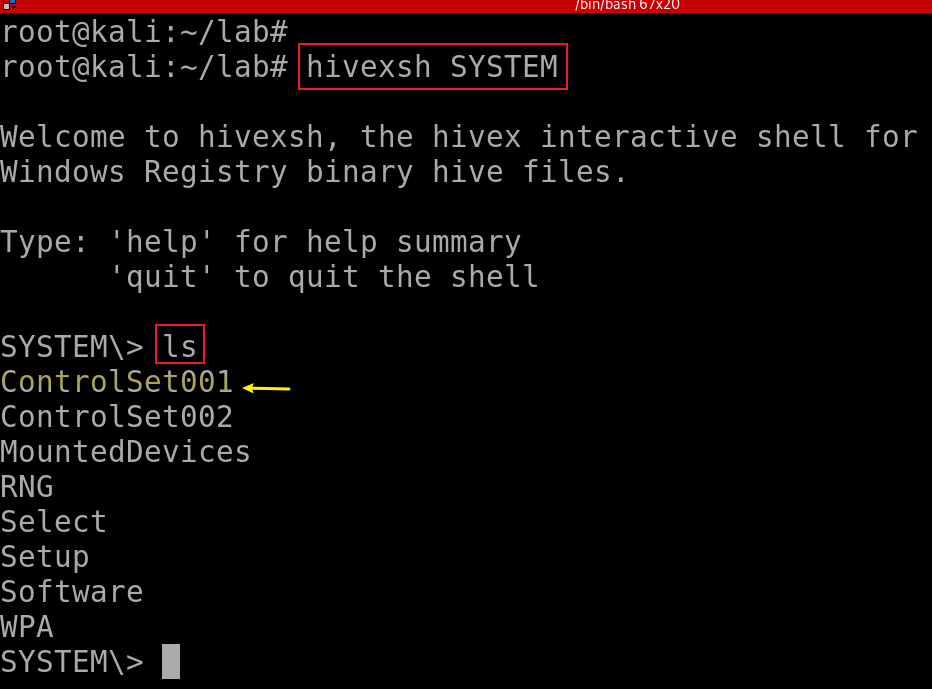 /bin/bash 67x20
root@kali:~/lab#
root@kali:~/lab# hivexsh SYSTEM
Welcome to hivexsh, the hivex interactive shell for
Windows Registry binary hive files.
Type: 'help' for help summary
'quit' to quit the shell
SYSTEM\> ls
ControlSet001
ControlSet002
MountedDevices
RNG
Select
Setup
Software
WPA
SYSTEM\>